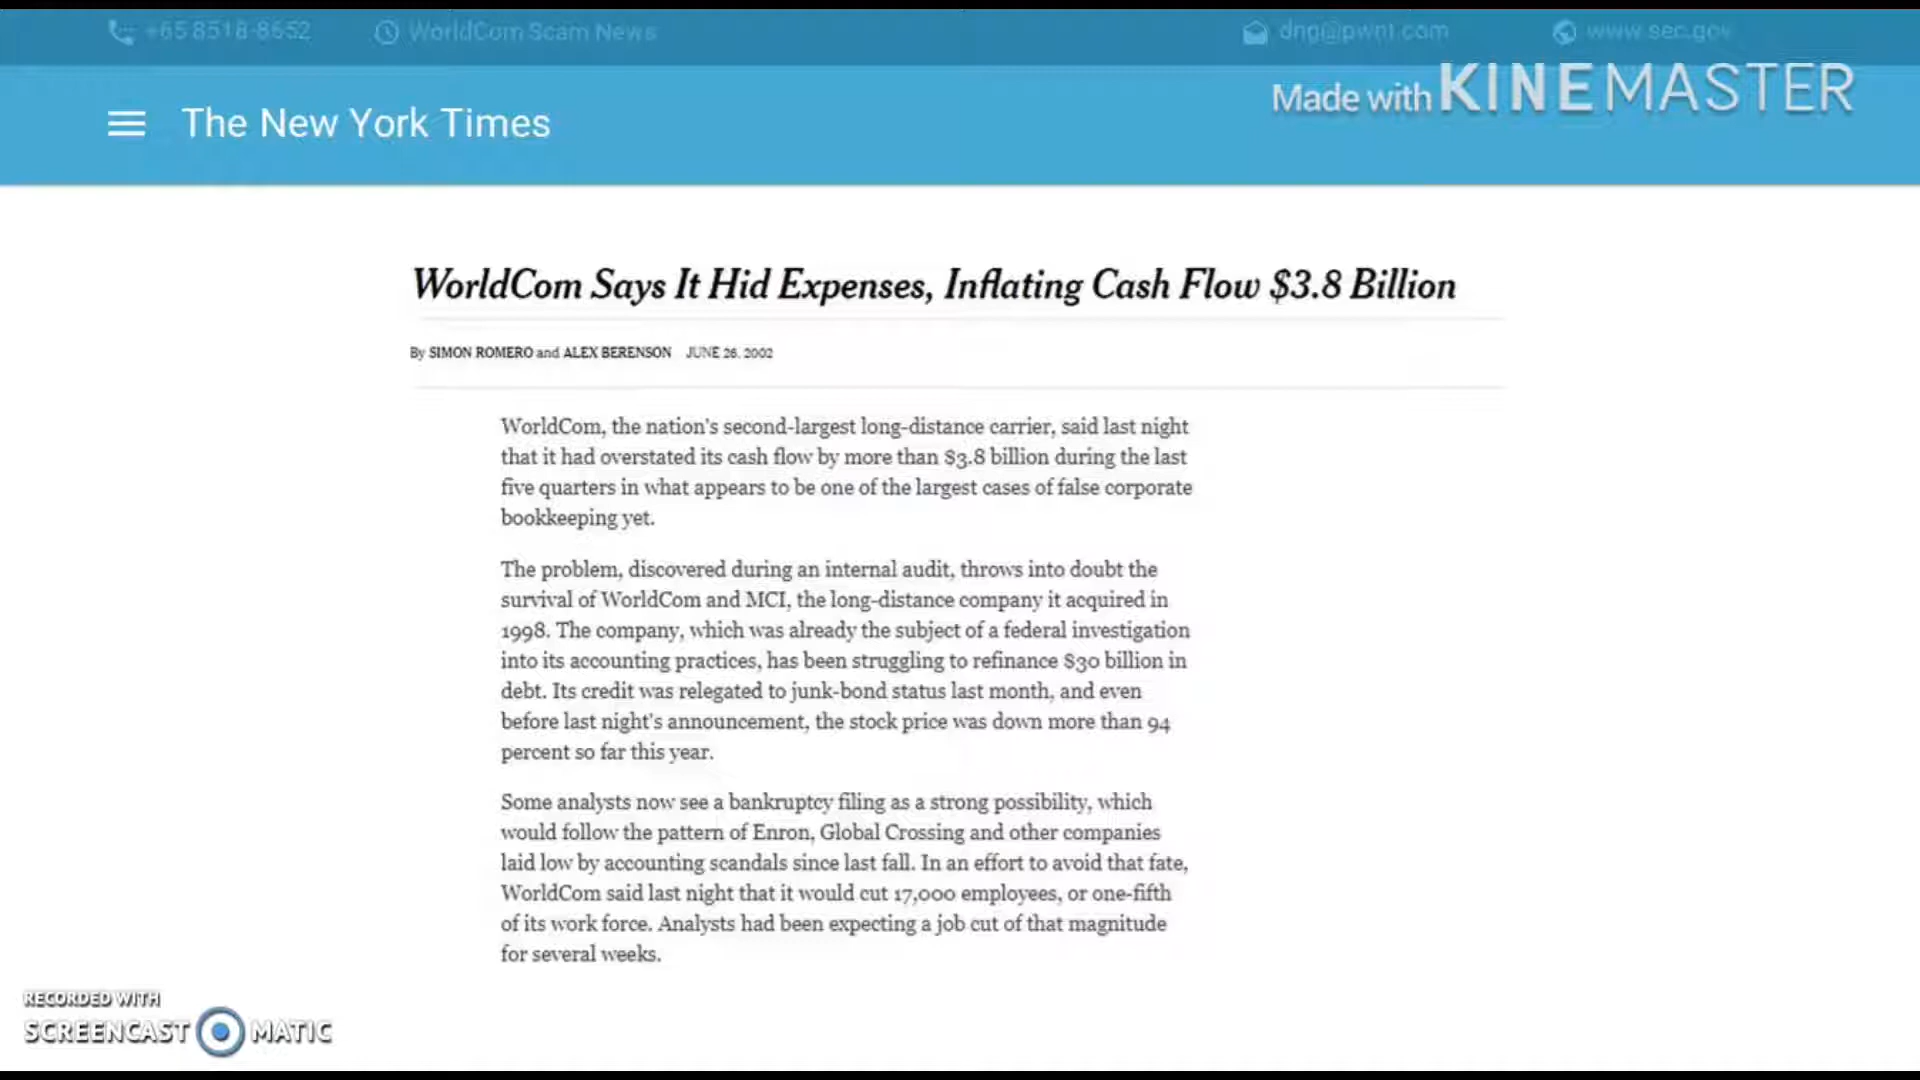 +65 8518-8652 WorldCom Scam News dng@pwnt.com www.sec.gov
Made with KINEMASTER
The New York Times
WorldCom Says It Hid Expenses, Inflating Cash Flow $3.8 Billion
By SIMON ROMERO and ALEX BERENSON JUNE 26, 2002
WorldCom, the nation's second-largest long-distance carrier, said last night
that it had overstated its cash flow by more than $3.8 billion during the last
five quarters in what appears to be one of the largest cases of false corporate
bookkeeping yet.
The problem, discovered during an internal audit, throws into doubt the
survival of WorldCom and MCI, the long-distance company it acquired in
1998. The company, which was already the subject of a federal investigation
into its accounting practices, has been struggling to refinance $30 billion in
debt. Its credit was relegated to junk-bond status last month, and even
before last night's announcement, the stock price was down more than 94
percent so far this year.
Some analysts now see a bankruptcy filing as a strong possibility, which
would follow the pattern of Enron, Global Crossing and other companies
laid low by accounting scandals since last fall. In an effort to avoid that fate,
WorldCom said last night that it would cut 17,000 employees, or one-fifth
of its work force. Analysts had been expecting a job cut of that magnitude
for several weeks.
RECORDED WITH
SCREENCAST MATIC